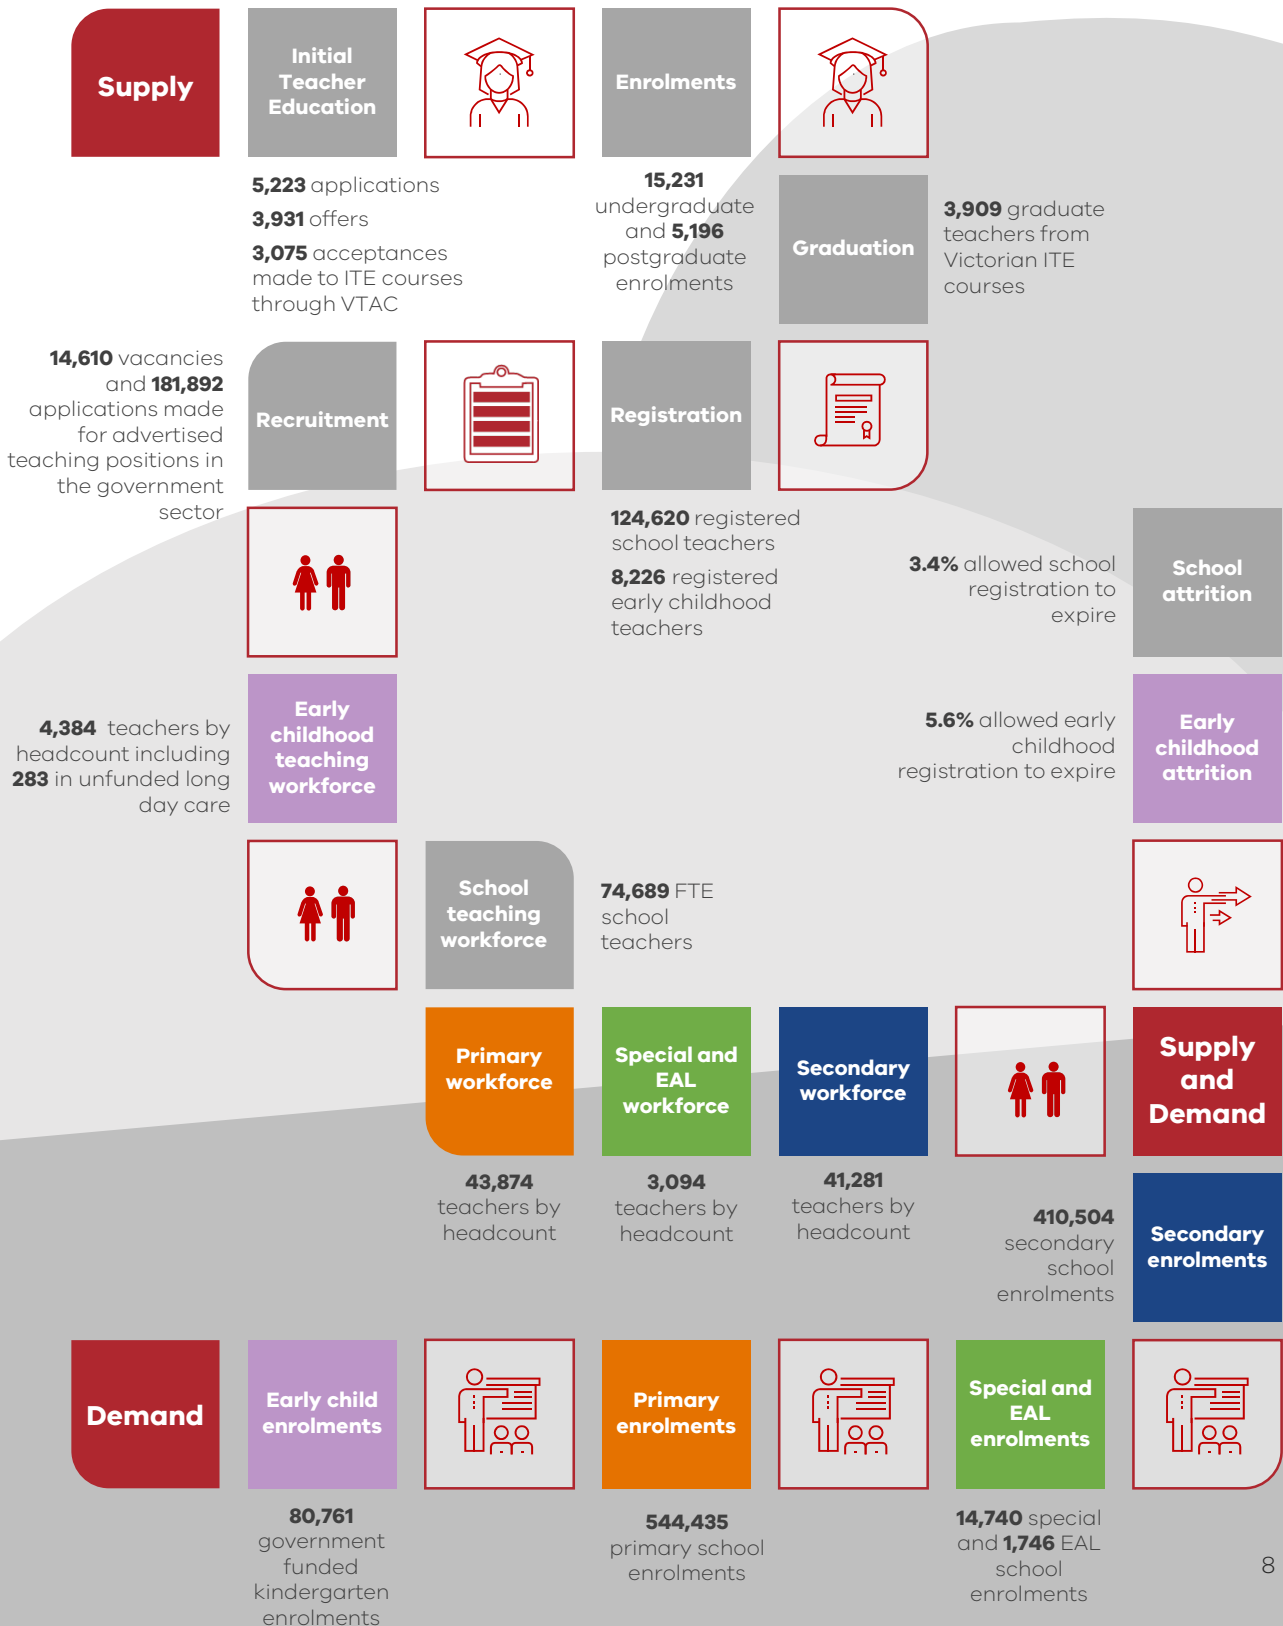 Supply
Initial
Teacher
Education
Enrolments
5,223 applications
3,931 offers
3,075 acceptances
made to ITE courses
through VTAC
15,231
undergraduate
and 5,196
postgraduate
enrolments
Graduation
3,909 graduate
teachers from
Victorian ITE
courses
14,610 vacancies
and 181,892
applications made
for advertised
teaching positions in
the government
sector
Recruitment
Registration
124,620 registered
school teachers
8,226 registered
early childhood
teachers
3.4% allowed school
registration to
expire
School
attrition
4,384 teachers by
headcount including
283 in unfunded long
day care
Early
childhood
teaching
workforce
5.6% allowed early
childhood
registration to expire
Early
childhood
attrition
School
teaching
workforce
74,689 FTE
school
teachers
Primary
workforce
Special and
EAL
workforce
Secondary
workforce
Supply
and
Demand
43,874
teachers by
headcount
3,094
teachers by
headcount
41,281
teachers by
headcount
410,504
secondary
school
enrolments
Secondary
enrolments
Demand
Early child
enrolments
Primary
enrolments
Special and
EAL
enrolments
80,761
government
funded
kindergarten
enrolments
544,435
primary school
enrolments
14,740 special
and 1,746 EAL
school
enrolments
8